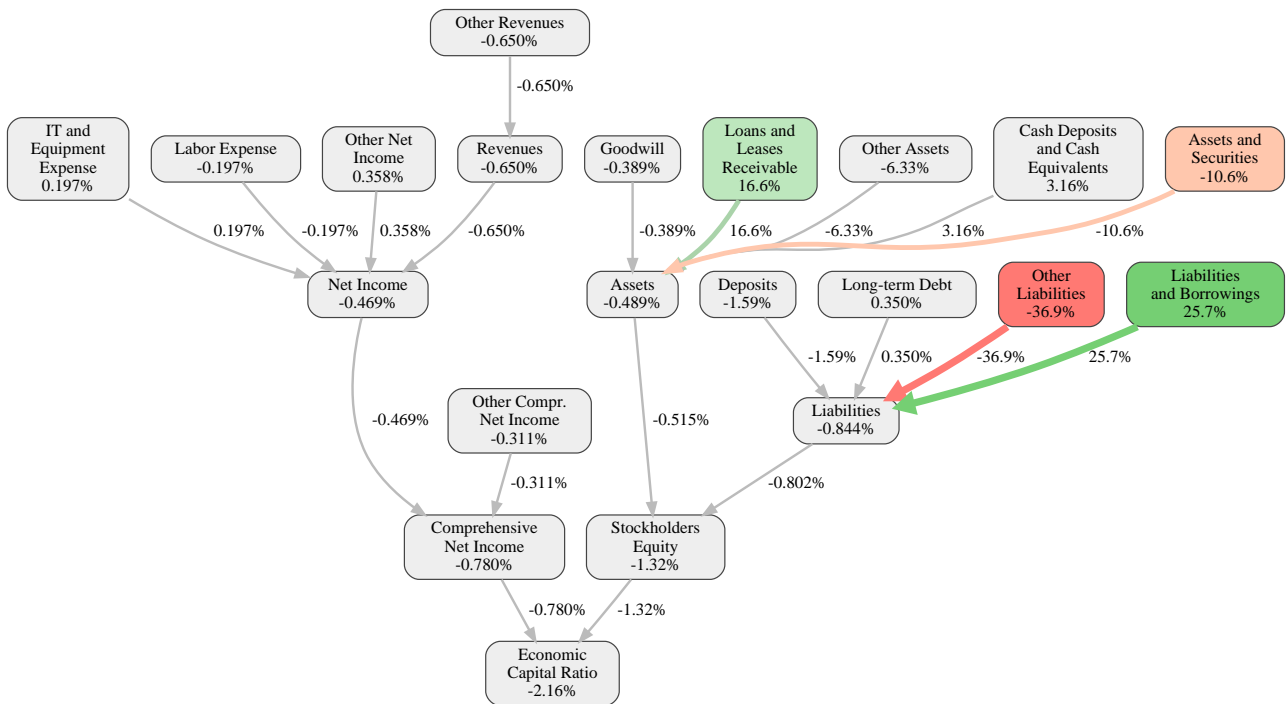 Other Revenues
-0.650%
-0.650%
IT and
Equipment
Expense
0.197%
Labor Expense
-0.197%
Other Net
Income
0.358%
Revenues
-0.650%
Goodwill
-0.389%
Loans and
Leases
Receivable
16.6%
Other Assets
-6.33%
Cash Deposits
and Cash
Equivalents
3.16%
Assets and
Securities
-10.6%
0.197%
-0.197%
0.358%
-0.650%
-0.389%
16.6%
-6.33%
3.16%
-10.6%
Net Income
-0.469%
Assets
-0.489%
Deposits
-1.59%
Long-term Debt
0.350%
Other
Liabilities
-36.9%
Liabilities
and Borrowings
25.7%
-1.59%
0.350%
-36.9%
25.7%
-0.469%
Other Compr.
Net Income
-0.311%
-0.515%
Liabilities
-0.844%
-0.311%
-0.802%
Comprehensive
Net Income
-0.780%
Stockholders
Equity
-1.32%
-0.780%
-1.32%
Economic
Capital Ratio
-2.16%